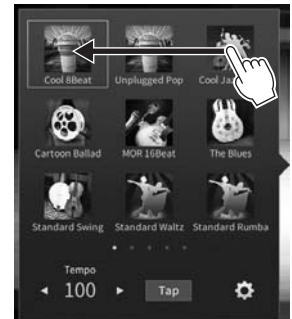 Cool 8Beat Unplugged Pop Cool Ja
Cartoon Ballad MOR 16Beat The Blues
Standard Swing Standard Waltz Standard Rumba
Tempo
100 Tap